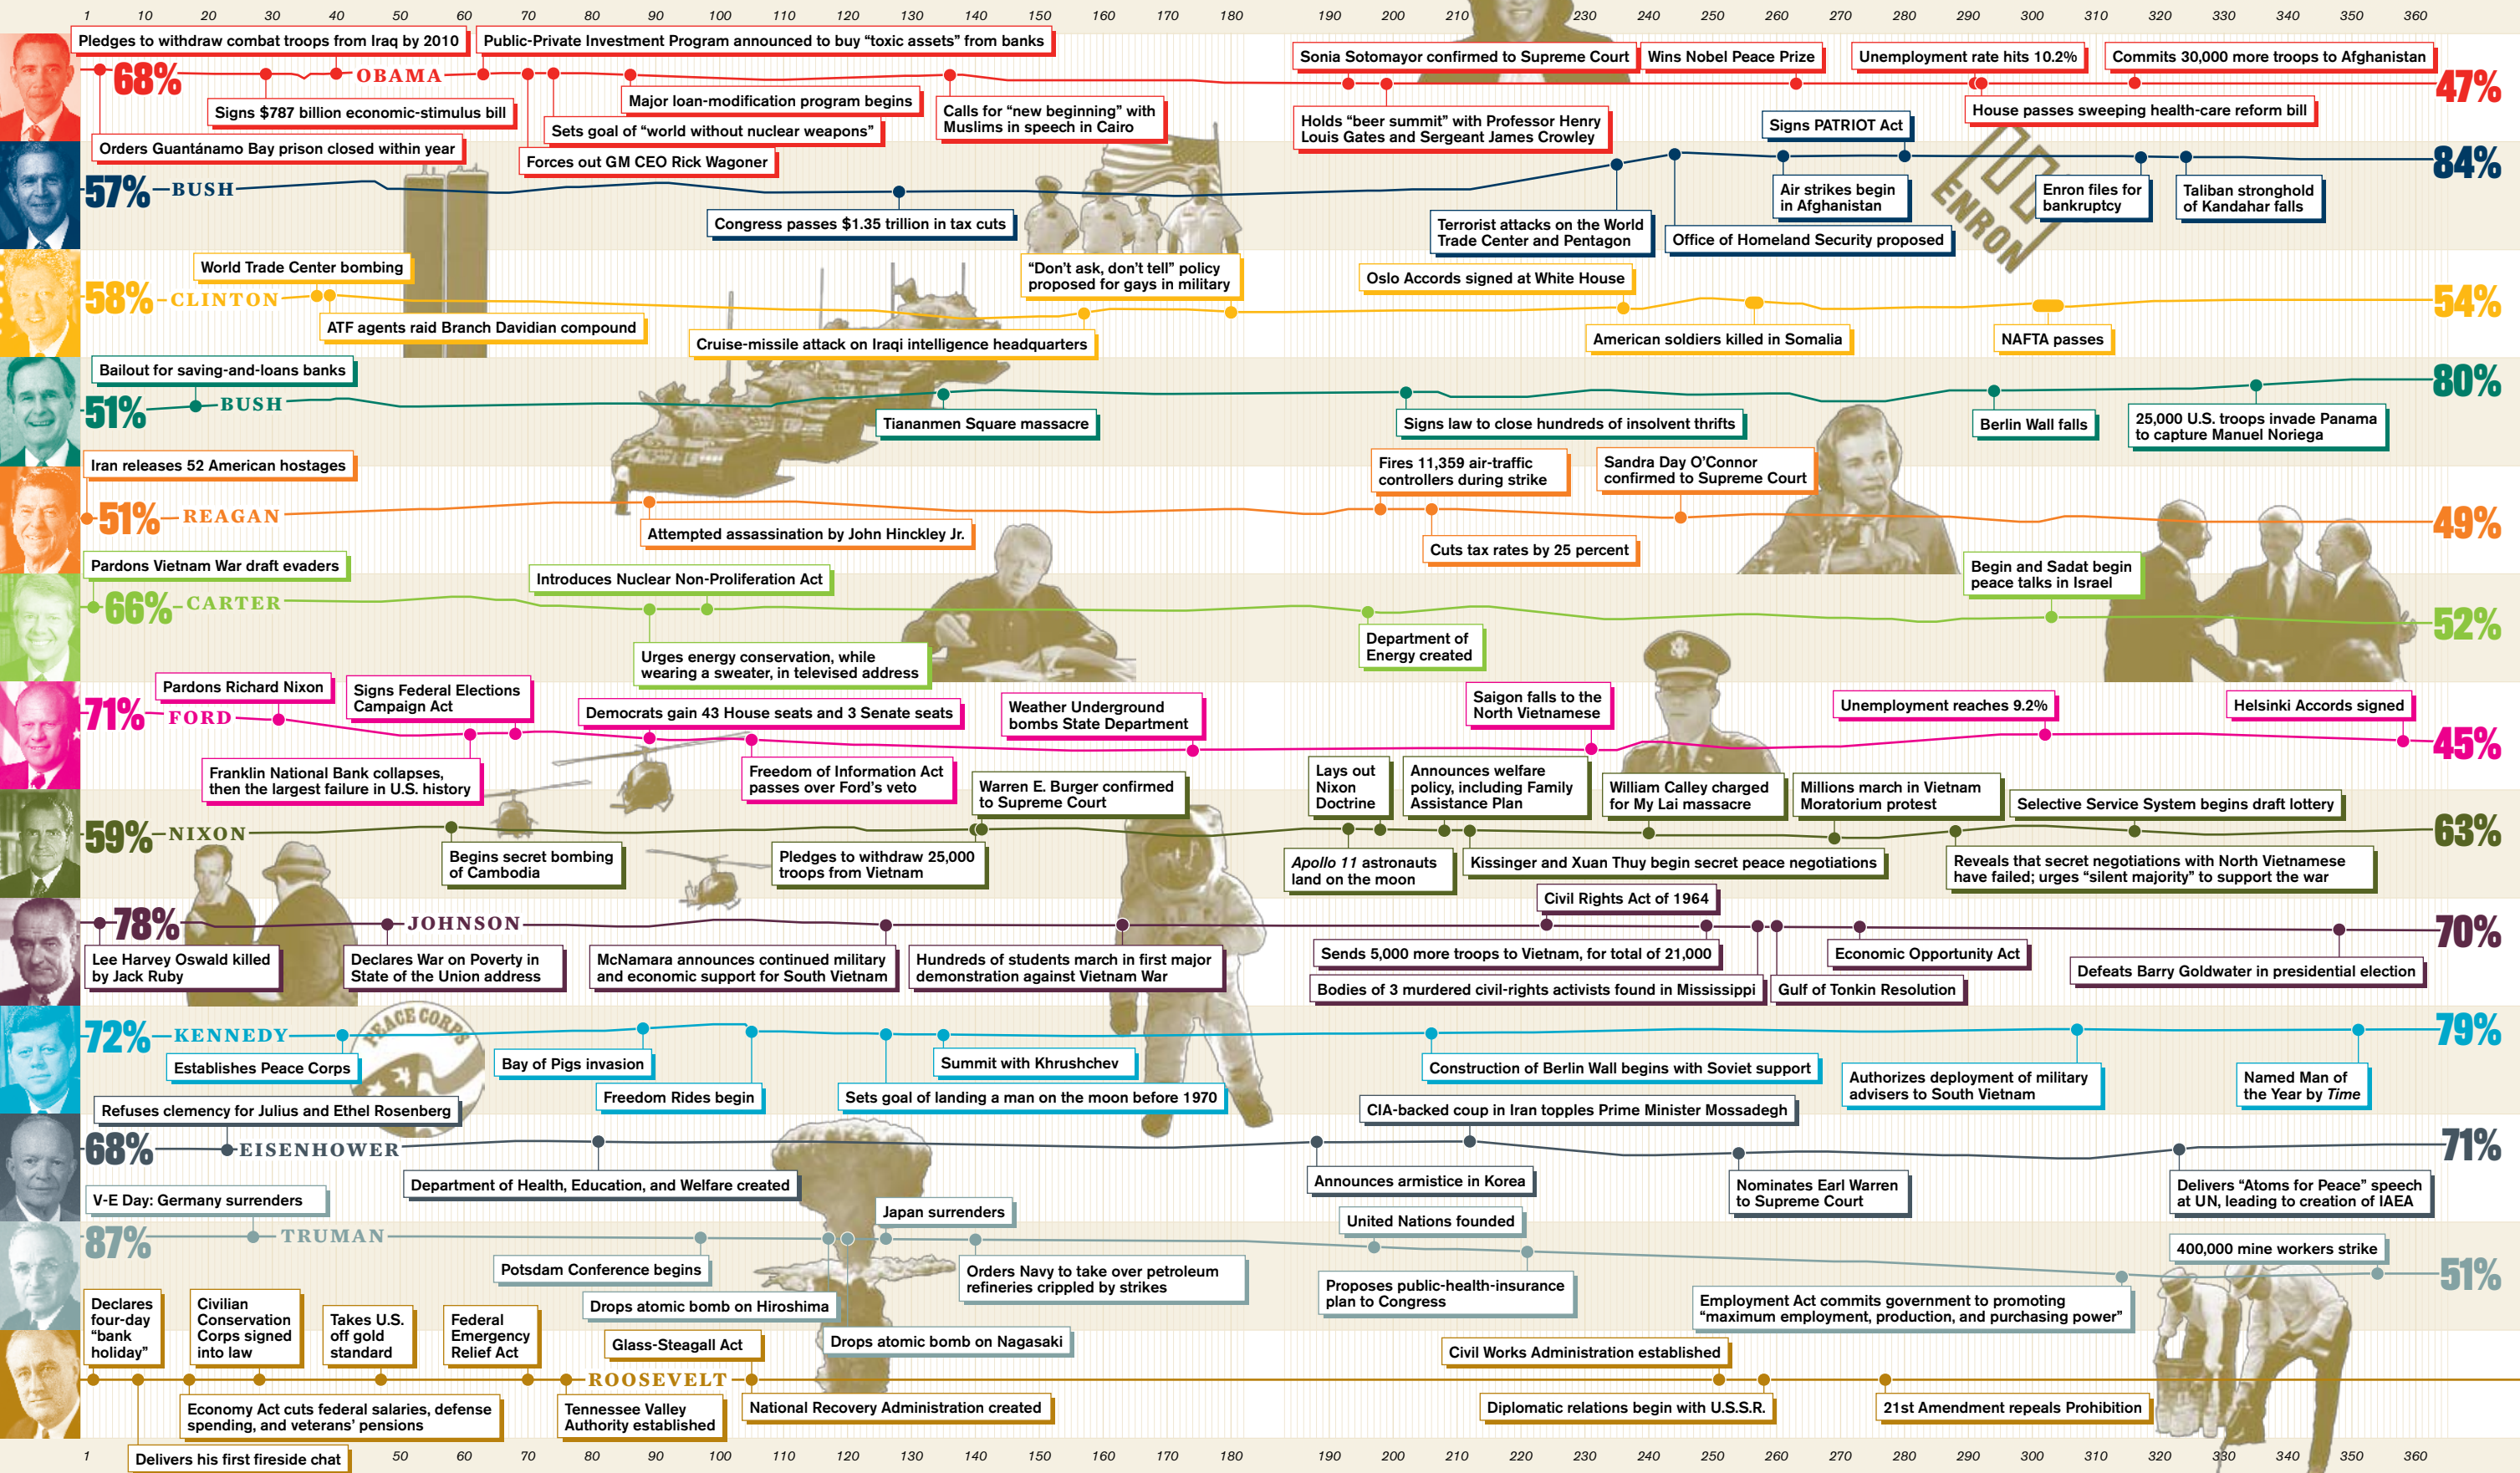 1 10 20 30 40 50 60 70 80 90 100 110 120 130 140 150 160 170 180 190 200 210 230 240 250 260 270 280 290 300 310 320 330 340 350 360
Pledges to withdraw combat troops from Iraq by 2010
Public-Private Investment Program announced to buy “toxic assets” from banks
Sonia Sotomayor confirmed to Supreme Court
Wins Nobel Peace Prize
Unemployment rate hits 10.2%
Commits 30,000 more troops to Afghanistan
68%
OBAMA
47%
Signs $787 billion economic-stimulus bill
Major loan-modification program begins
Calls for “new beginning” with
Muslims in speech in Cairo
Holds “beer summit” with Professor Henry
Louis Gates and Sergeant James Crowley
House passes sweeping health-care reform bill
Sets goal of “world without nuclear weapons”
Orders Guantánamo Bay prison closed within year
Forces out GM CEO Rick Wagoner
Signs PATRIOT Act
57%
BUSH
84%
Congress passes $1.35 trillion in tax cuts
Terrorist attacks on the World
Trade Center and Pentagon
Office of Homeland Security proposed
Air strikes begin
in Afghanistan
ENRON
Enron files for
bankruptcy
Taliban stronghold
of Kandahar falls
World Trade Center bombing
“Don’t ask, don’t tell” policy
proposed for gays in military
Oslo Accords signed at White House
58%
CLINTON
54%
ATF agents raid Branch Davidian compound
Cruise-missile attack on Iraqi intelligence headquarters
American soldiers killed in Somalia
NAFTA passes
Bailout for saving-and-loans banks
51%
BUSH
80%
Tiananmen Square massacre
Signs law to close hundreds of insolvent thrifts
Berlin Wall falls
25,000 U.S. troops invade Panama
to capture Manuel Noriega
Iran releases 52 American hostages
Fires 11,359 air-traffic
controllers during strike
Sandra Day O’Connor
confirmed to Supreme Court
51%
REAGAN
49%
Attempted assassination by John Hinckley Jr.
Cuts tax rates by 25 percent
Pardons Vietnam War draft evaders
Introduces Nuclear Non-Proliferation Act
Begin and Sadat begin
peace talks in Israel
66%
CARTER
52%
Urges energy conservation, while
wearing a sweater, in televised address
Department of
Energy created
Pardons Richard Nixon
Signs Federal Elections
Campaign Act
Democrats gain 43 House seats and 3 Senate seats
Weather Underground
bombs State Department
Saigon falls to the
North Vietnamese
Unemployment reaches 9.2%
Helsinki Accords signed
71%
FORD
45%
Franklin National Bank collapses,
then the largest failure in U.S. history
Freedom of Information Act
passes over Ford’s veto
Warren E. Burger confirmed
to Supreme Court
Lays out
Nixon
Doctrine
Announces welfare
policy, including Family
Assistance Plan
William Calley charged
for My Lai massacre
Millions march in Vietnam
Moratorium protest
Selective Service System begins draft lottery
59%
NIXON
63%
Begins secret bombing
of Cambodia
Pledges to withdraw 25,000
troops from Vietnam
Apollo 11 astronauts
land on the moon
Kissinger and Xuan Thuy begin secret peace negotiations
Reveals that secret negotiations with North Vietnamese
have failed; urges “silent majority” to support the war
Civil Rights Act of 1964
78%
JOHNSON
70%
Lee Harvey Oswald killed
by Jack Ruby
Declares War on Poverty in
State of the Union address
McNamara announces continued military
and economic support for South Vietnam
Hundreds of students march in first major
demonstration against Vietnam War
Sends 5,000 more troops to Vietnam, for total of 21,000
Economic Opportunity Act
Defeats Barry Goldwater in presidential election
Bodies of 3 murdered civil-rights activists found in Mississippi
Gulf of Tonkin Resolution
PEACE CORPS
72%
KENNEDY
79%
Establishes Peace Corps
Bay of Pigs invasion
Summit with Khrushchev
Construction of Berlin Wall begins with Soviet support
Authorizes deployment of military
advisers to South Vietnam
Named Man of
the Year by Time
Freedom Rides begin
Sets goal of landing a man on the moon before 1970
Refuses clemency for Julius and Ethel Rosenberg
CIA-backed coup in Iran topples Prime Minister Mossadegh
68%
EISENHOWER
71%
Department of Health, Education, and Welfare created
Announces armistice in Korea
Nominates Earl Warren
to Supreme Court
Delivers “Atoms for Peace” speech
at UN, leading to creation of IAEA
V-E Day: Germany surrenders
Japan surrenders
United Nations founded
400,000 mine workers strike
87%
TRUMAN
51%
Potsdam Conference begins
Orders Navy to take over petroleum
refineries crippled by strikes
Proposes public-health-insurance
plan to Congress
Employment Act commits government to promoting
“maximum employment, production, and purchasing power”
Drops atomic bomb on Hiroshima
Drops atomic bomb on Nagasaki
Declares
four-day
“bank
holiday”
Civilian
Conservation
Corps signed
into law
Takes U.S.
off gold
standard
Federal
Emergency
Relief Act
Glass-Steagall Act
Civil Works Administration established
ROOSEVELT
Economy Act cuts federal salaries, defense
spending, and veterans’ pensions
Tennessee Valley
Authority established
National Recovery Administration created
Diplomatic relations begin with U.S.S.R.
21st Amendment repeals Prohibition
Delivers his first fireside chat
1 50 60 70 80 90 100 110 120 130 140 150 160 170 180 190 200 210 220 230 240 250 260 270 280 290 300 310 320 330 340 350 360